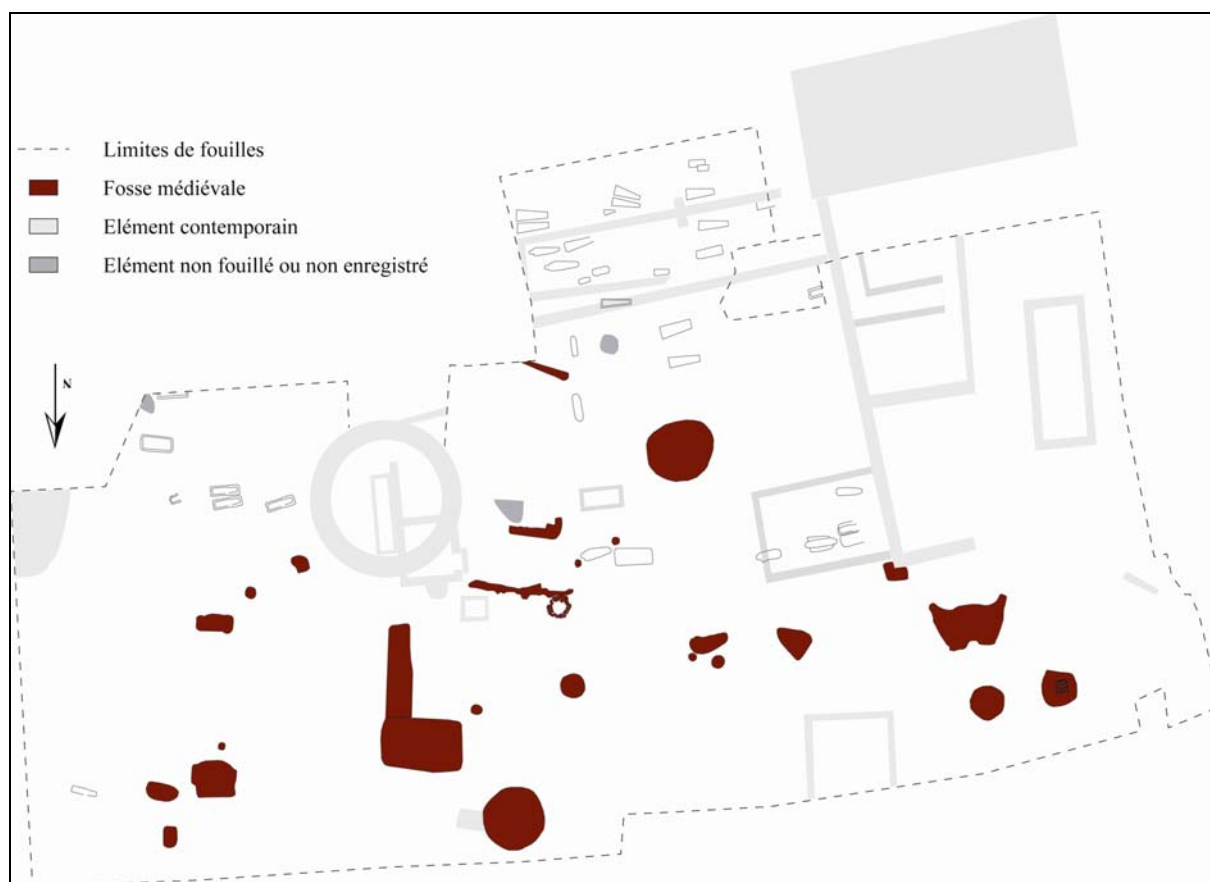 Limites de fouilles
Fosse médiévale
Elément contemporain
Elément non fouillé ou non enregistré
N